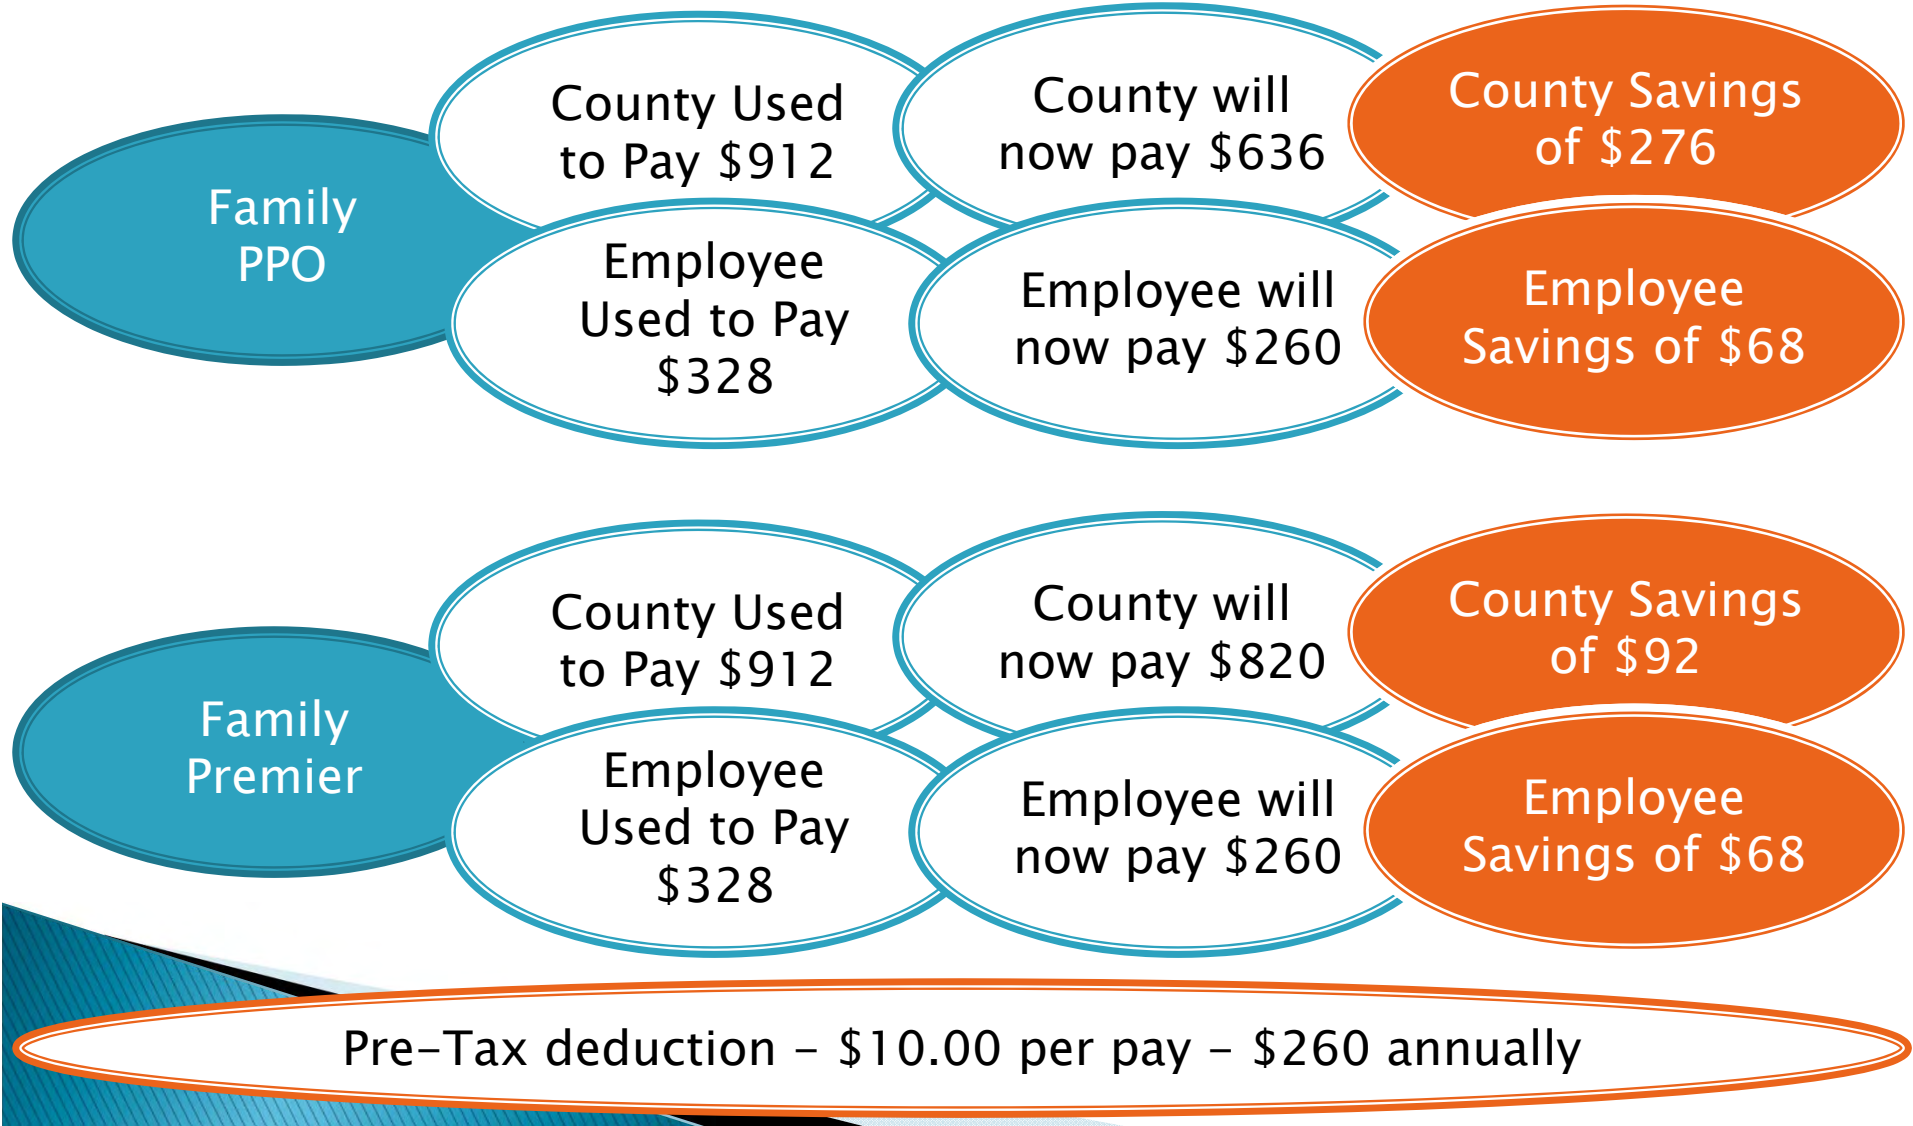 Family
PPO
County Used
to Pay $912
County will
now pay $636
County Savings
of $276
Employee
Used to Pay
$328
Employee will
now pay $260
Employee
Savings of $68
Family
Premier
County Used
to Pay $912
County will
now pay $820
County Savings
of $92
Employee
Used to Pay
$328
Employee will
now pay $260
Employee
Savings of $68
Pre-Tax deduction – $10.00 per pay – $260 annually